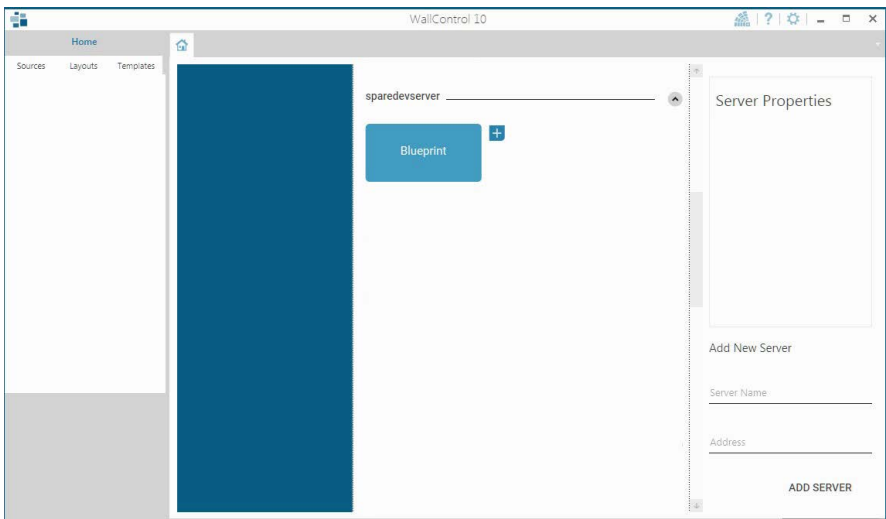 WallControl 10
?
Home
Sources Layouts Templates
sparedevserver
Blueprint
+
Server Properties
Add New Server
Server Name
Address
ADD SERVER